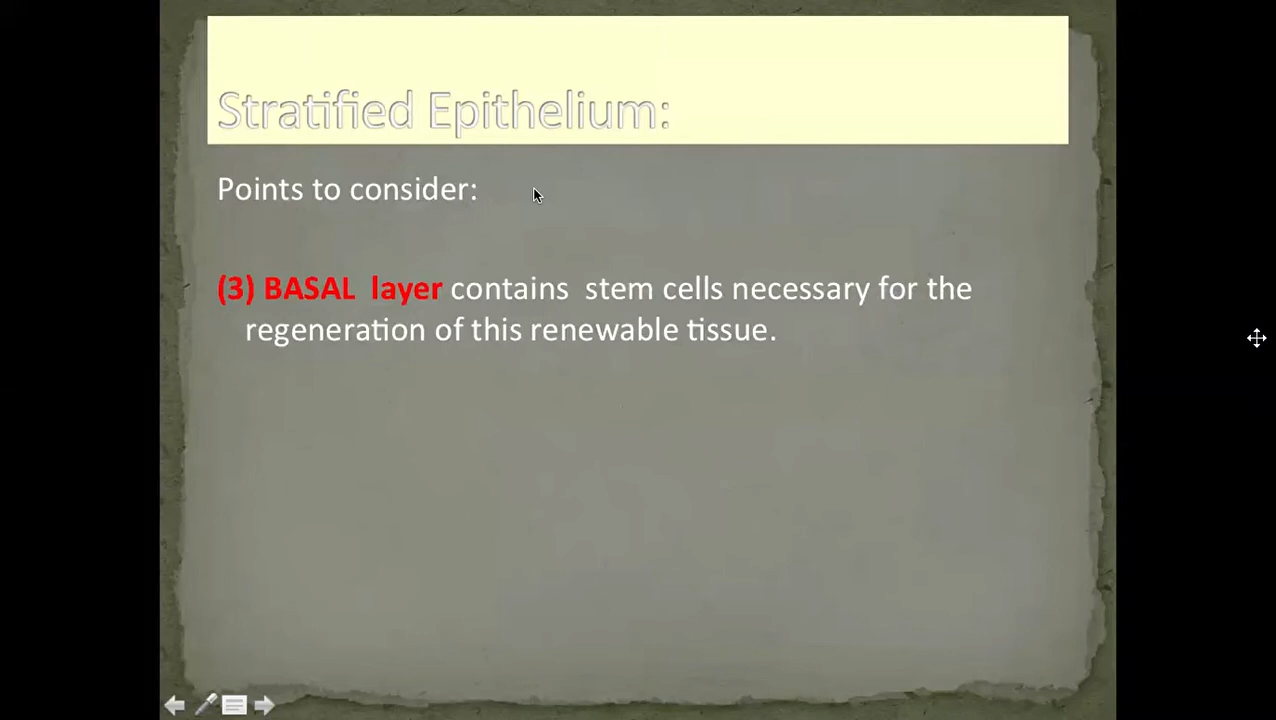 Stratified Epithelium:
Points to consider:
(3) BASAL layer contains stem cells necessary for the
regeneration of this renewable tissue.